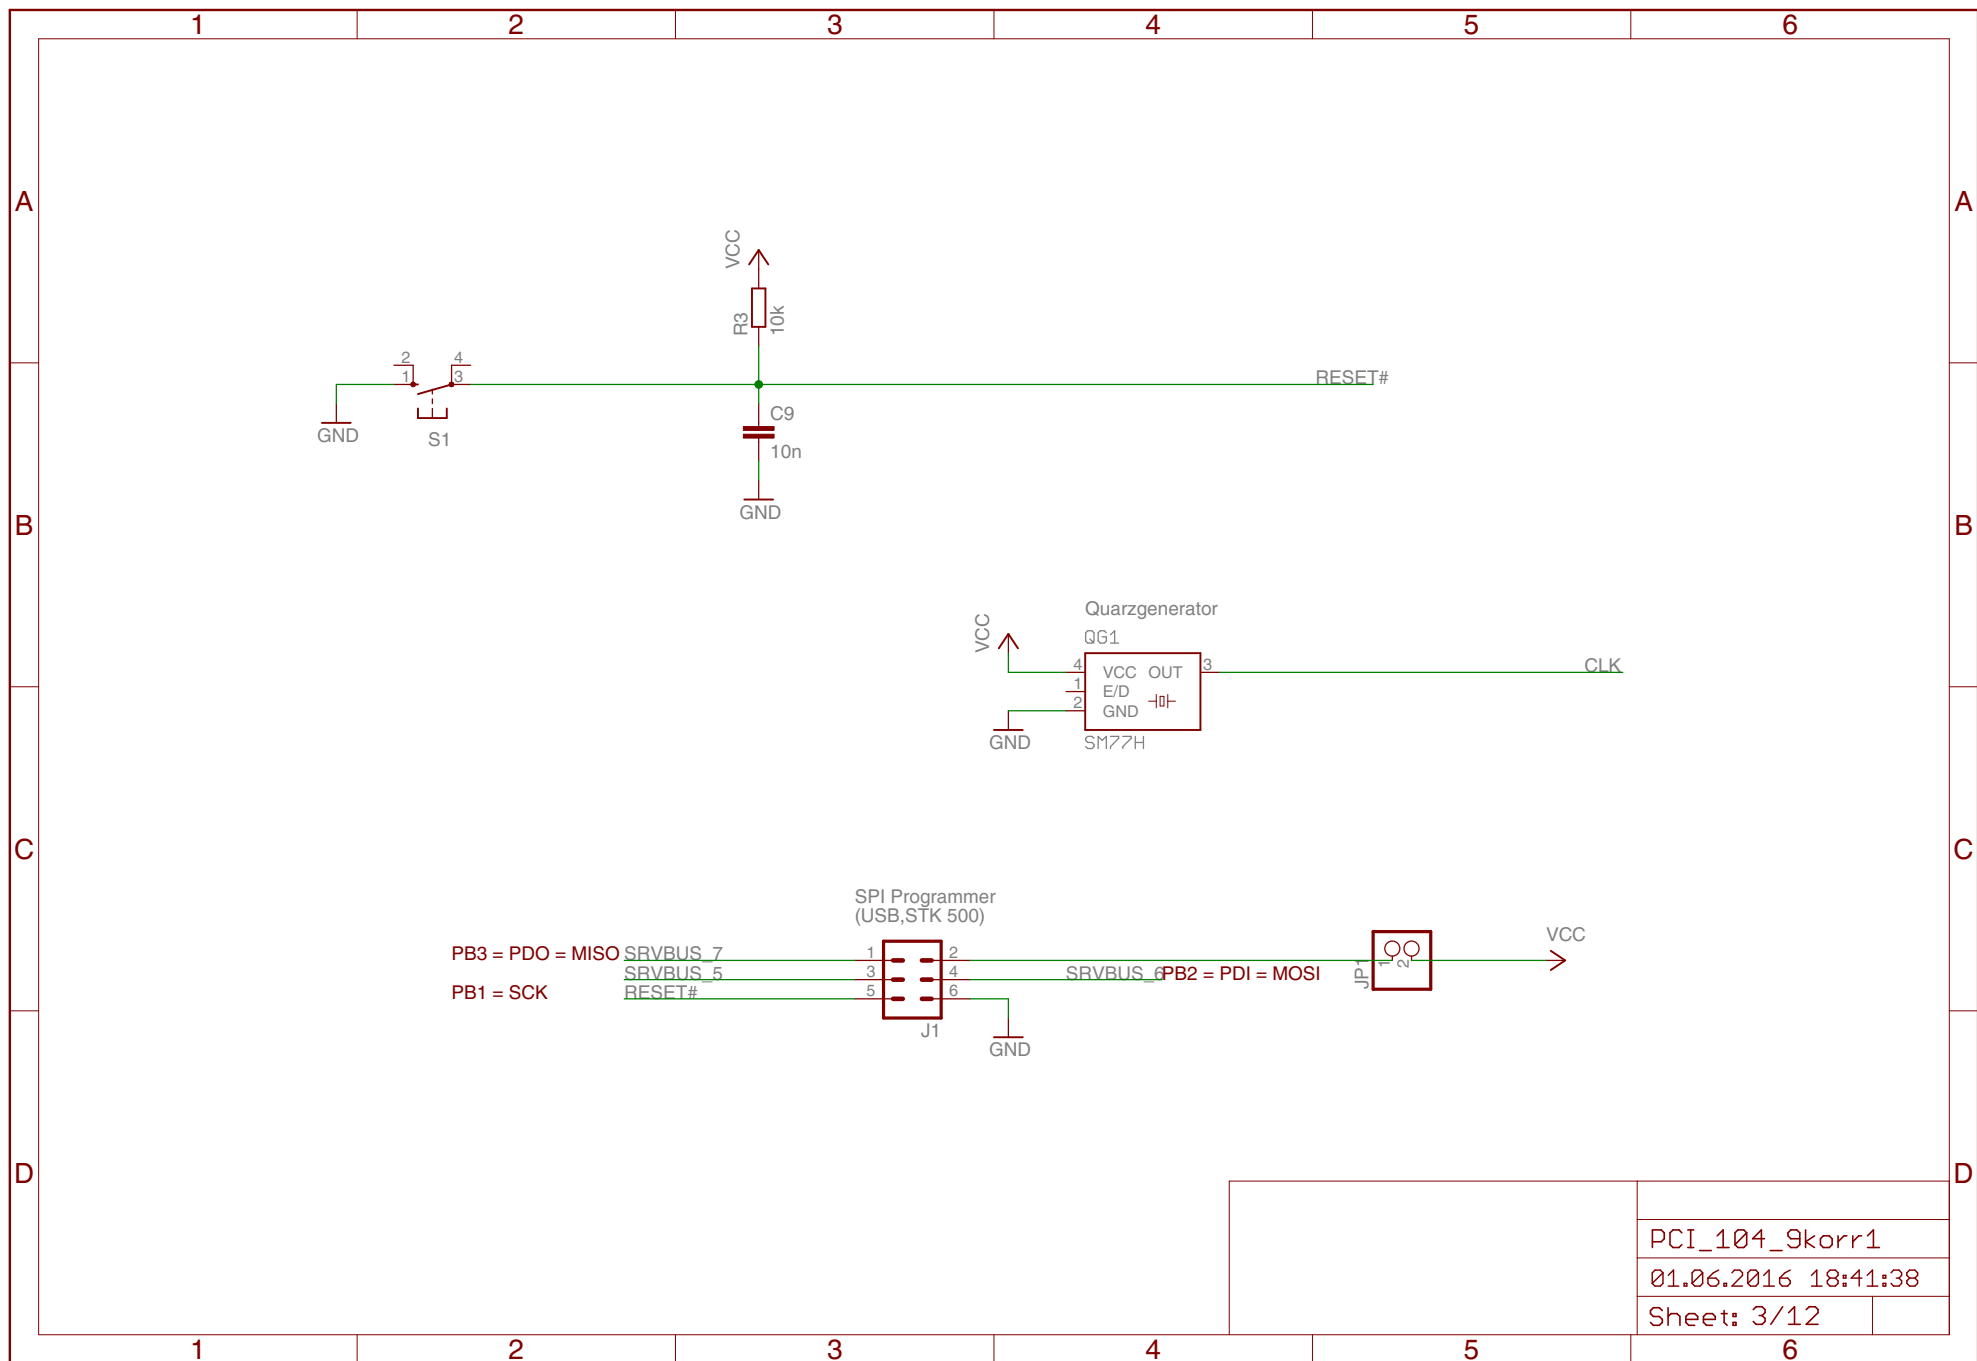 1 2 3 4 5 6
A A
VCC
R3
10k
2 4
1 3
RESET#
GND
S1
C9
10n
GND
B B
Quarzgenerator
QG1
VCC
4 VCC OUT 3
CLK
1 E/D
2 GND
GND
SM77H
C C
SPI Programmer
(USB,STK 500)
PB3 = PDO = MISO SRVBUS_7 1 2
VCC
SRVBUS_5 3 4 SRVBUS_6 PB2 = PDI = MOSI
JP1
1 2
PB1 = SCK RESET# 5 6
J1
GND
D D
PCI_104_9korr1
01.06.2016 18:41:38
Sheet: 3/12
1 2 3 4 5 6